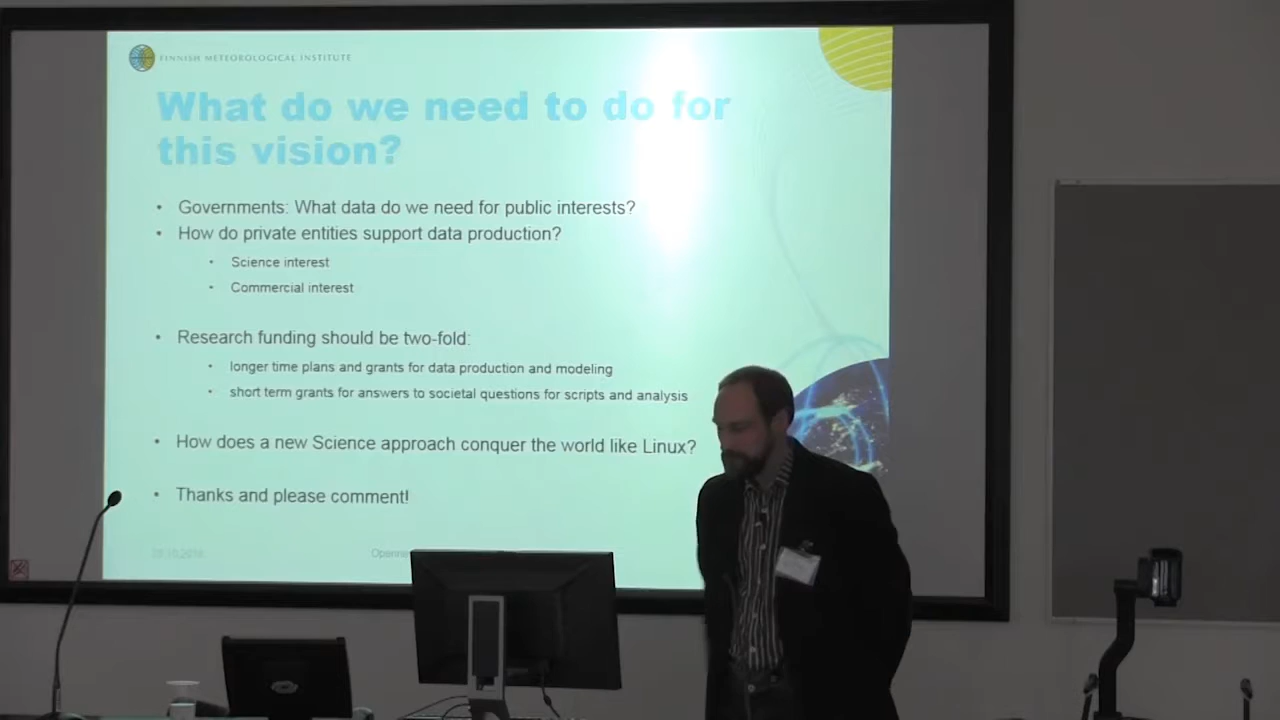 FINNISH METEOROLOGICAL INSTITUTE
What do we need to do for
this vision?
• Governments: What data do we need for public interests?
• How do private entities support data production?
• Science interest
• Commercial interest
• Research funding should be two-fold:
• longer time plans and grants for data production and modeling
• short term grants for answers to societal questions for scripts and analysis
• How does a new Science approach conquer the world like Linux?
• Thanks and please comment!